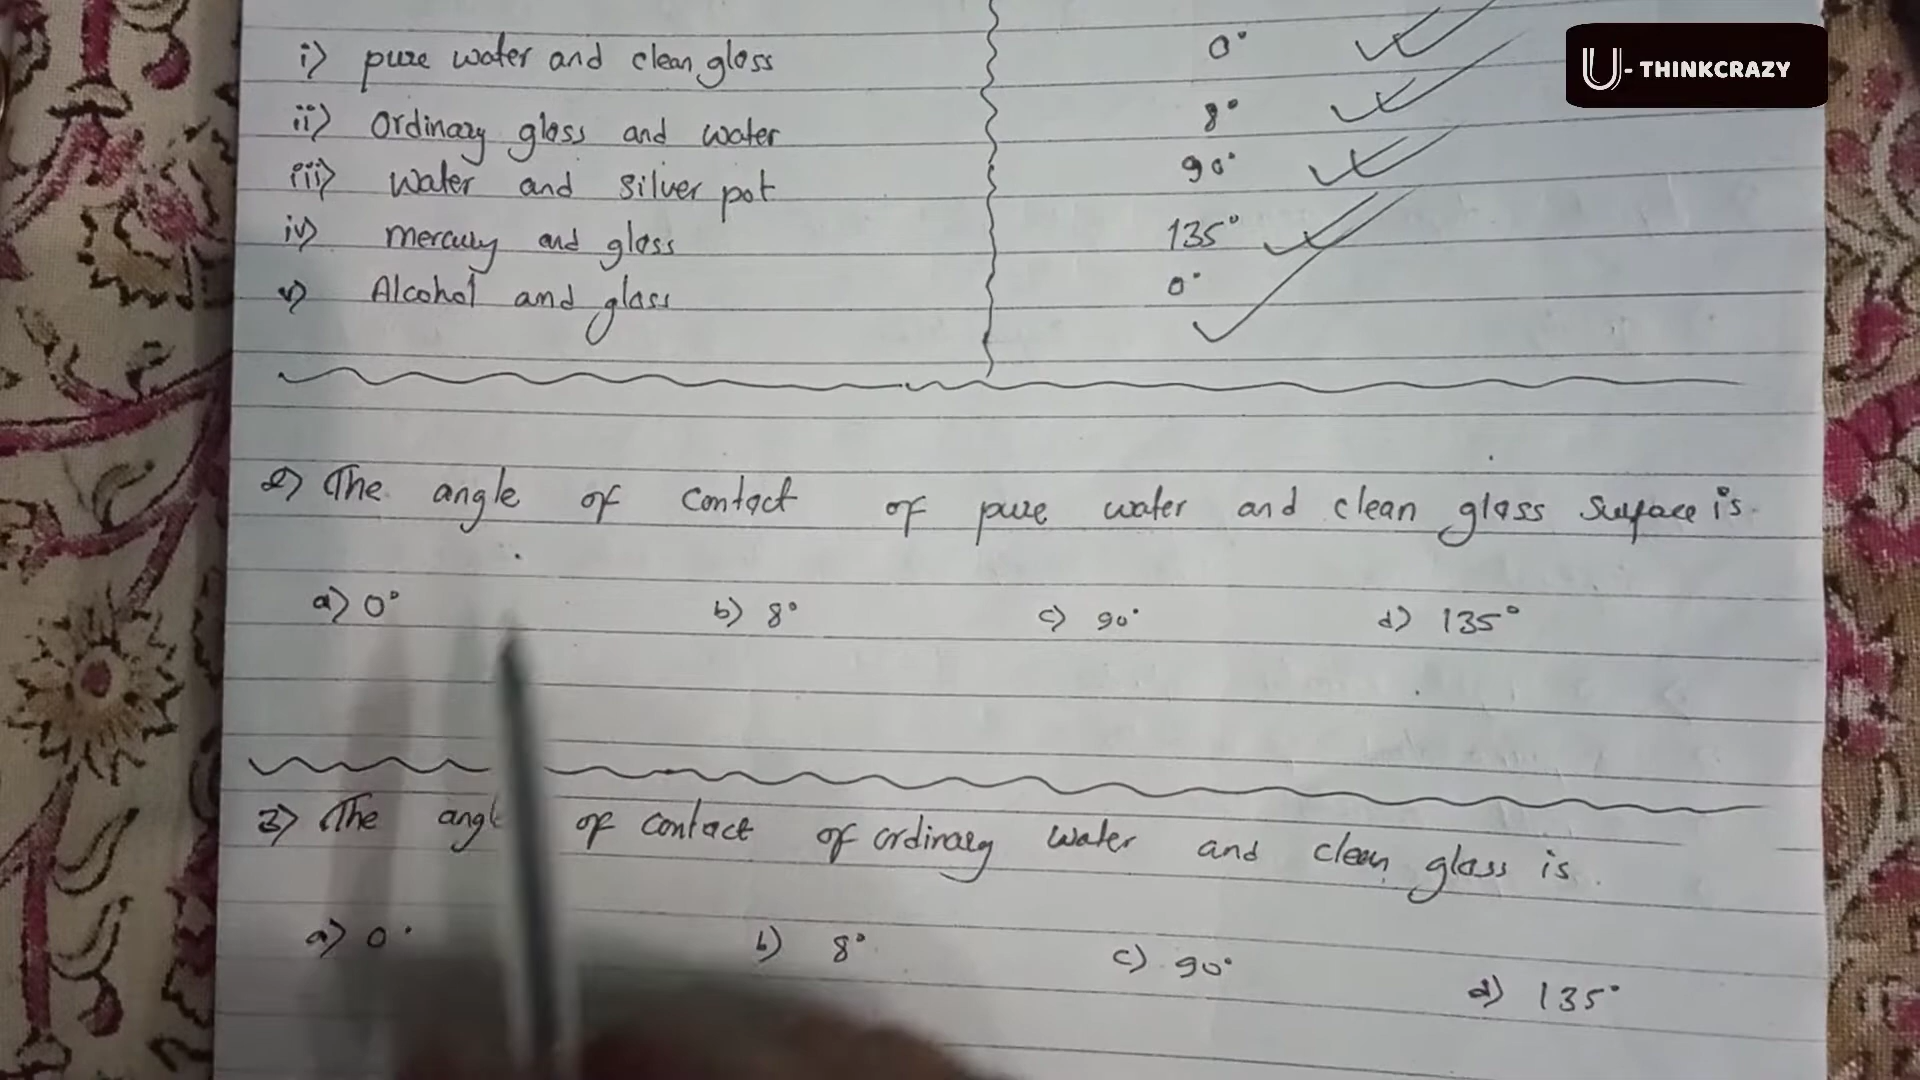 i) pure water and clean glass 0°
ii) Ordinary glass and water 8°
iii) Water and silver pot 90°
iv) Mercury and glass 135°
v) Alcohol and glass 0°
U-THINKCRAZY
2) The angle of contact of pure water and clean glass surface is.
a) 0° b) 8° c) 90° d) 135°
3) The angl of contact of ordinary water and clean glass is.
a) 0° b) 8° c) 90° d) 135°